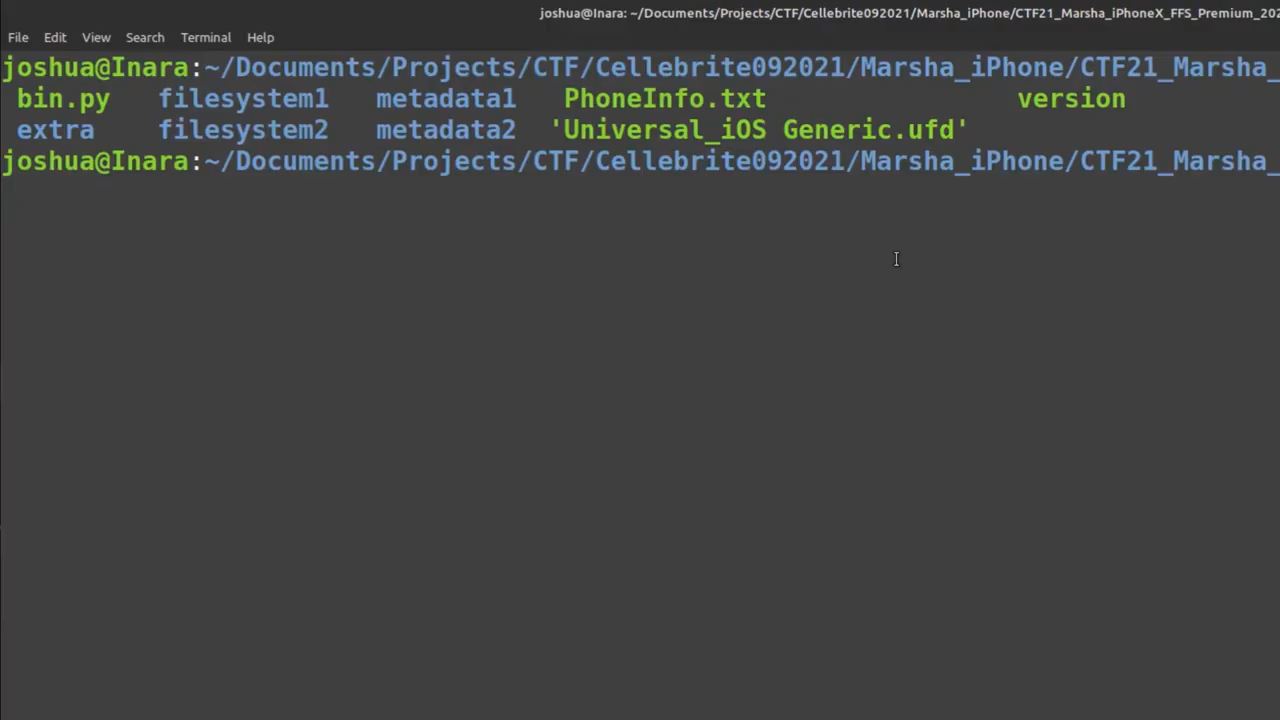 joshua@Inara: ~/Documents/Projects/CTF/Cellebrite092021/Marsha_iPhone/CTF21_Marsha_iPhoneX_FFS_Premium_202
File Edit View Search Terminal Help
joshua@Inara:~/Documents/Projects/CTF/Cellebrite092021/Marsha_iPhone/CTF21_Marsha_
bin.py filesystem1 metadata1 PhoneInfo.txt version
extra filesystem2 metadata2 'Universal_iOS Generic.ufd'
joshua@Inara:~/Documents/Projects/CTF/Cellebrite092021/Marsha_iPhone/CTF21_Marsha_